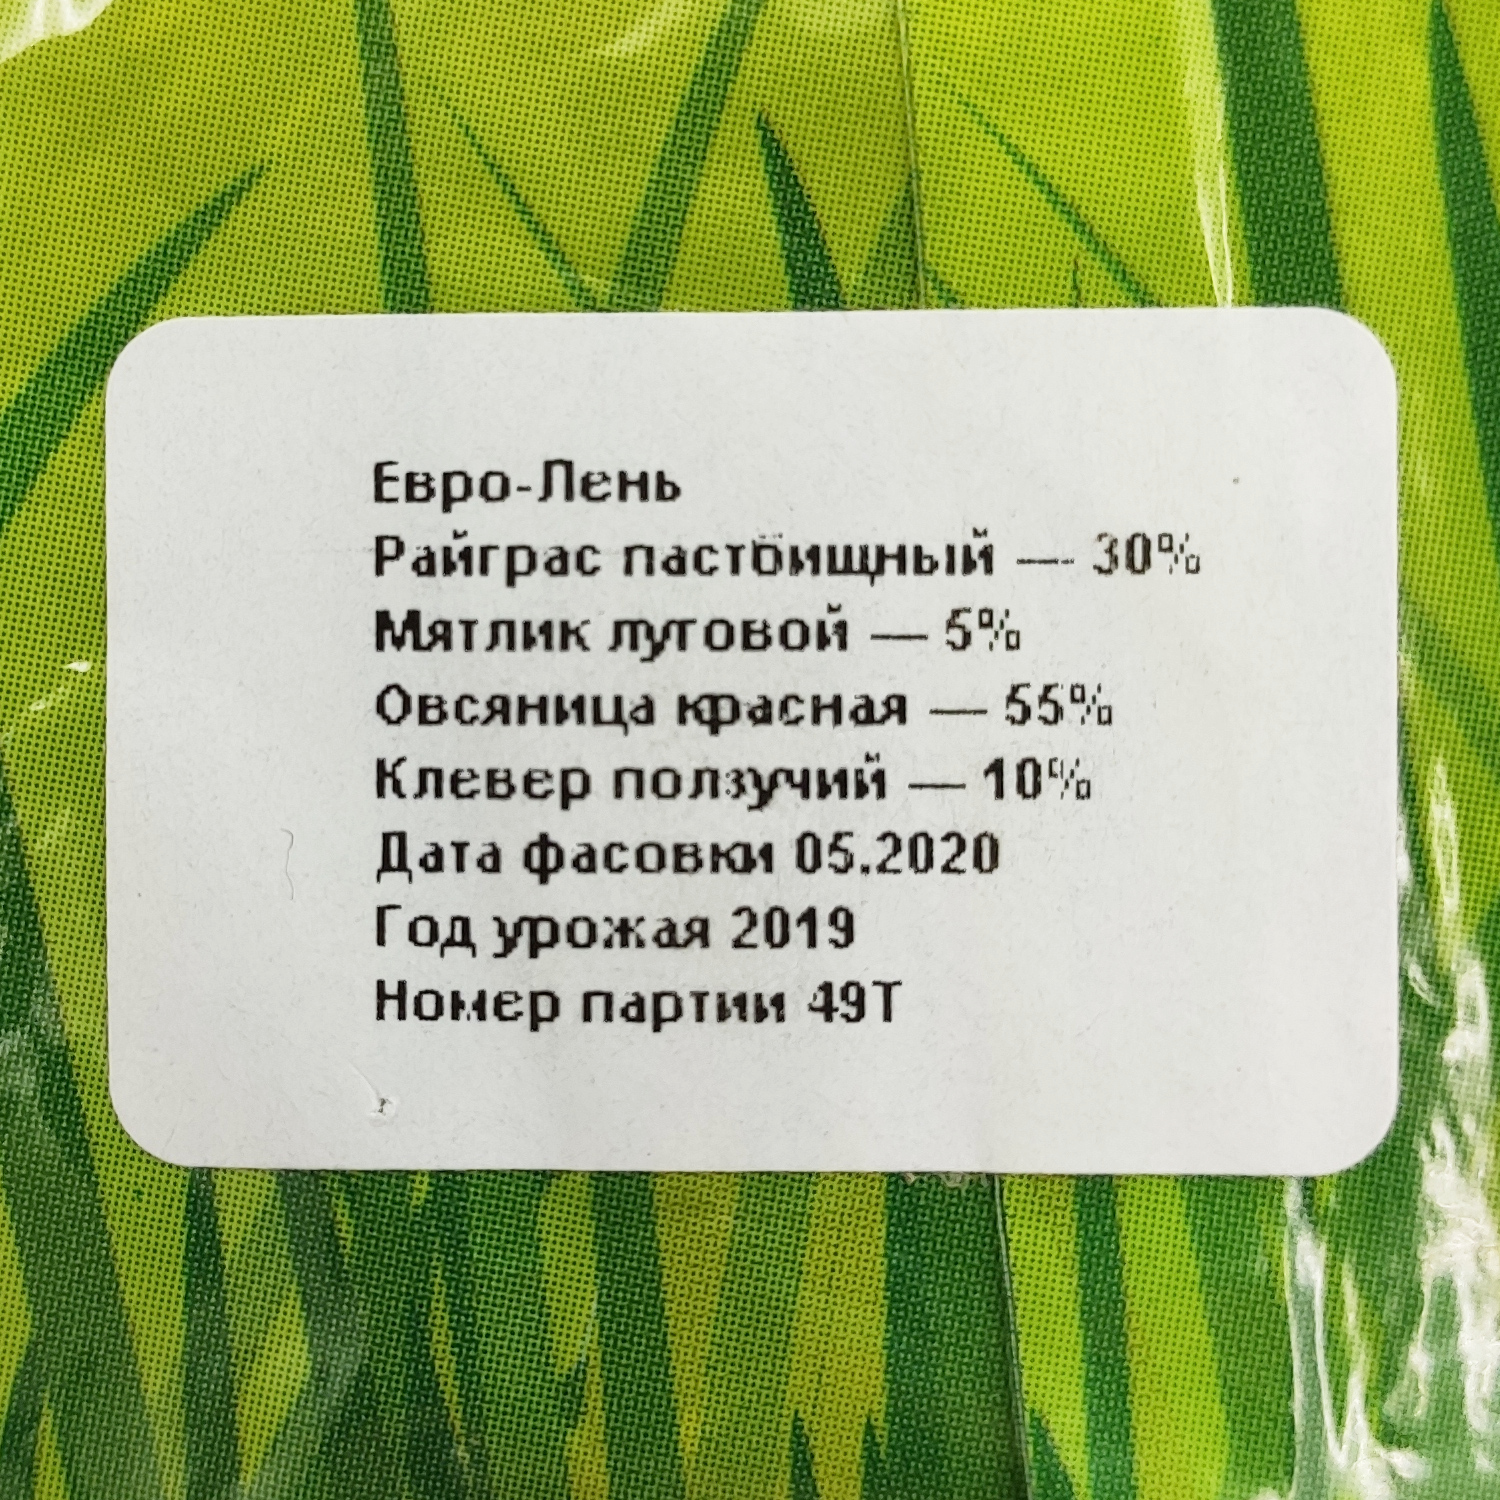 Евро-Лень
Райграс пастбищный — 30%
Мятлик луговой — 5%
Овсяница красная — 55%
Клевер ползучий — 10%
Дата фасовки 05.2020
Год урожая 2019
Номер партии 49Т